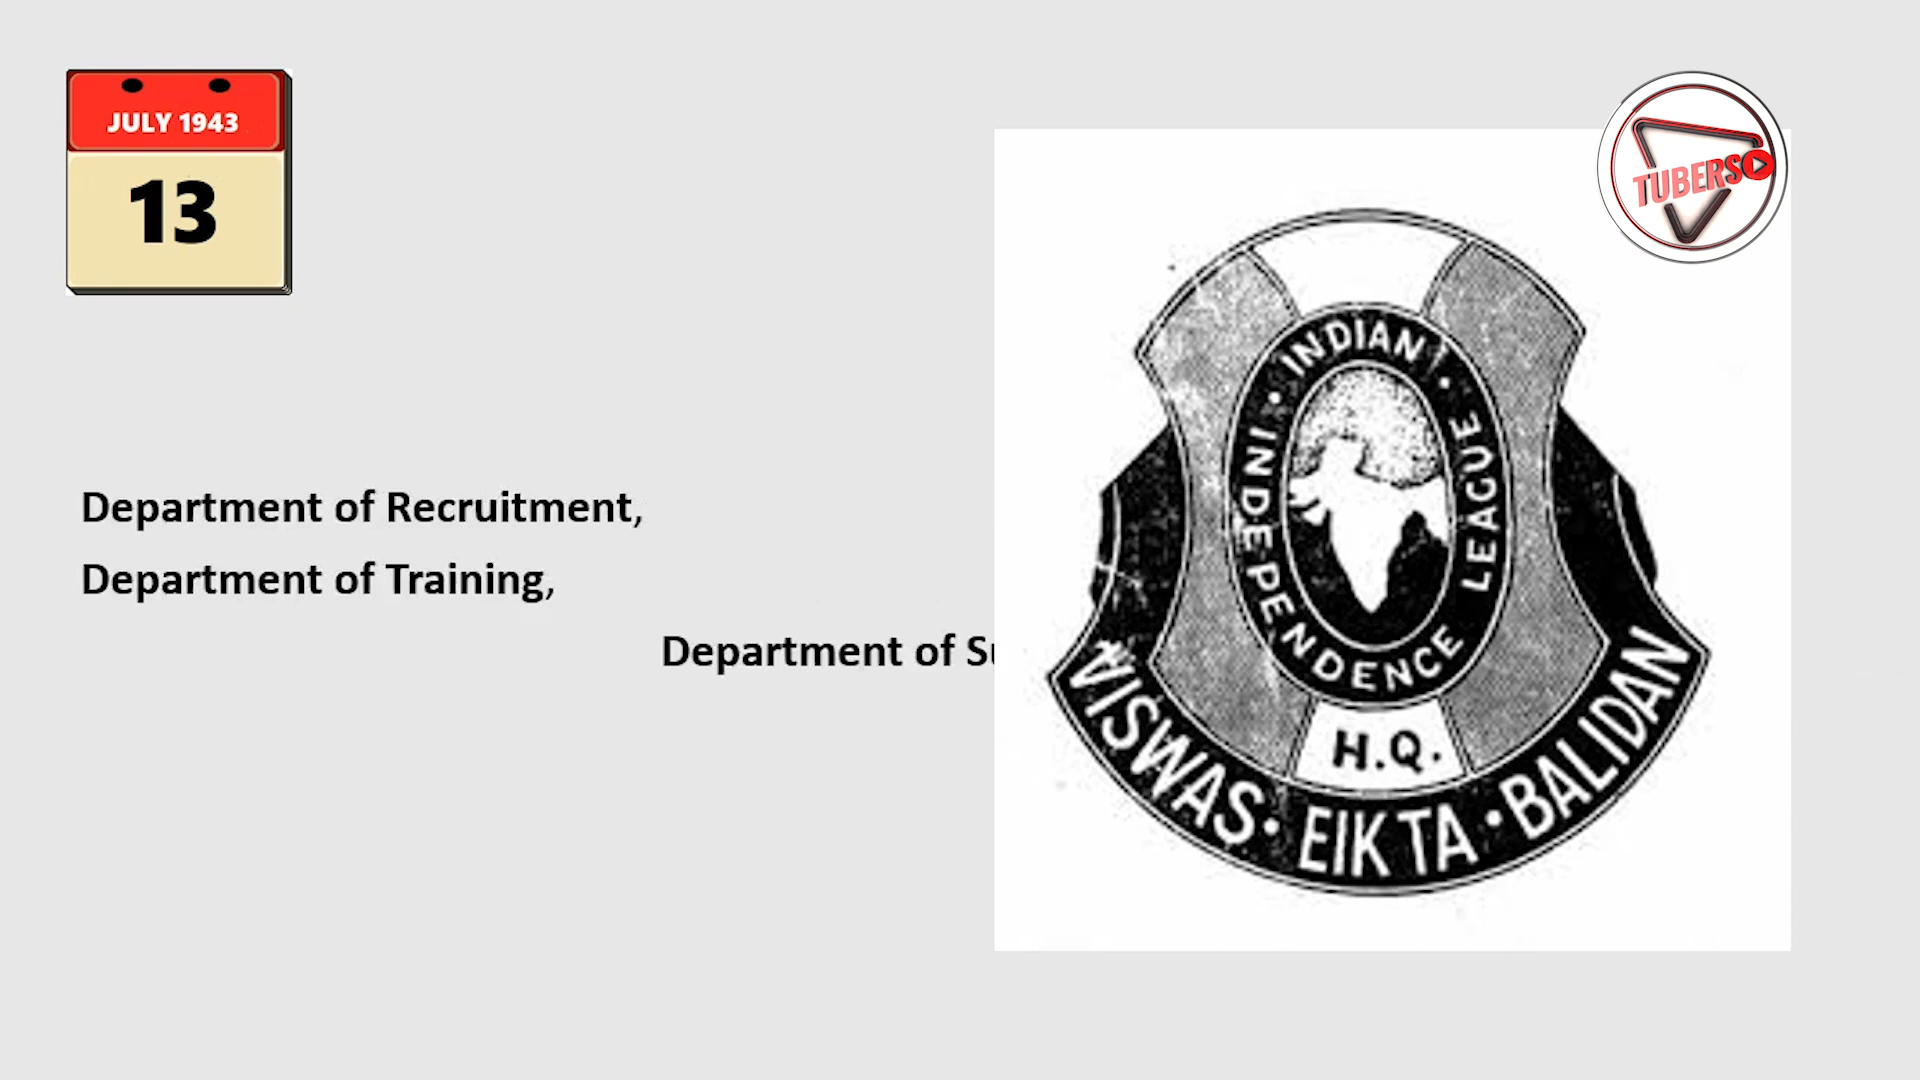 JULY 1943
13
TUBERS
Department of Recruitment,
Department of Training,
Department of
INDIAN
INDEPENDENCE
LEAGUE
H.Q.
VISWAS • EIKTA • BALIDAN